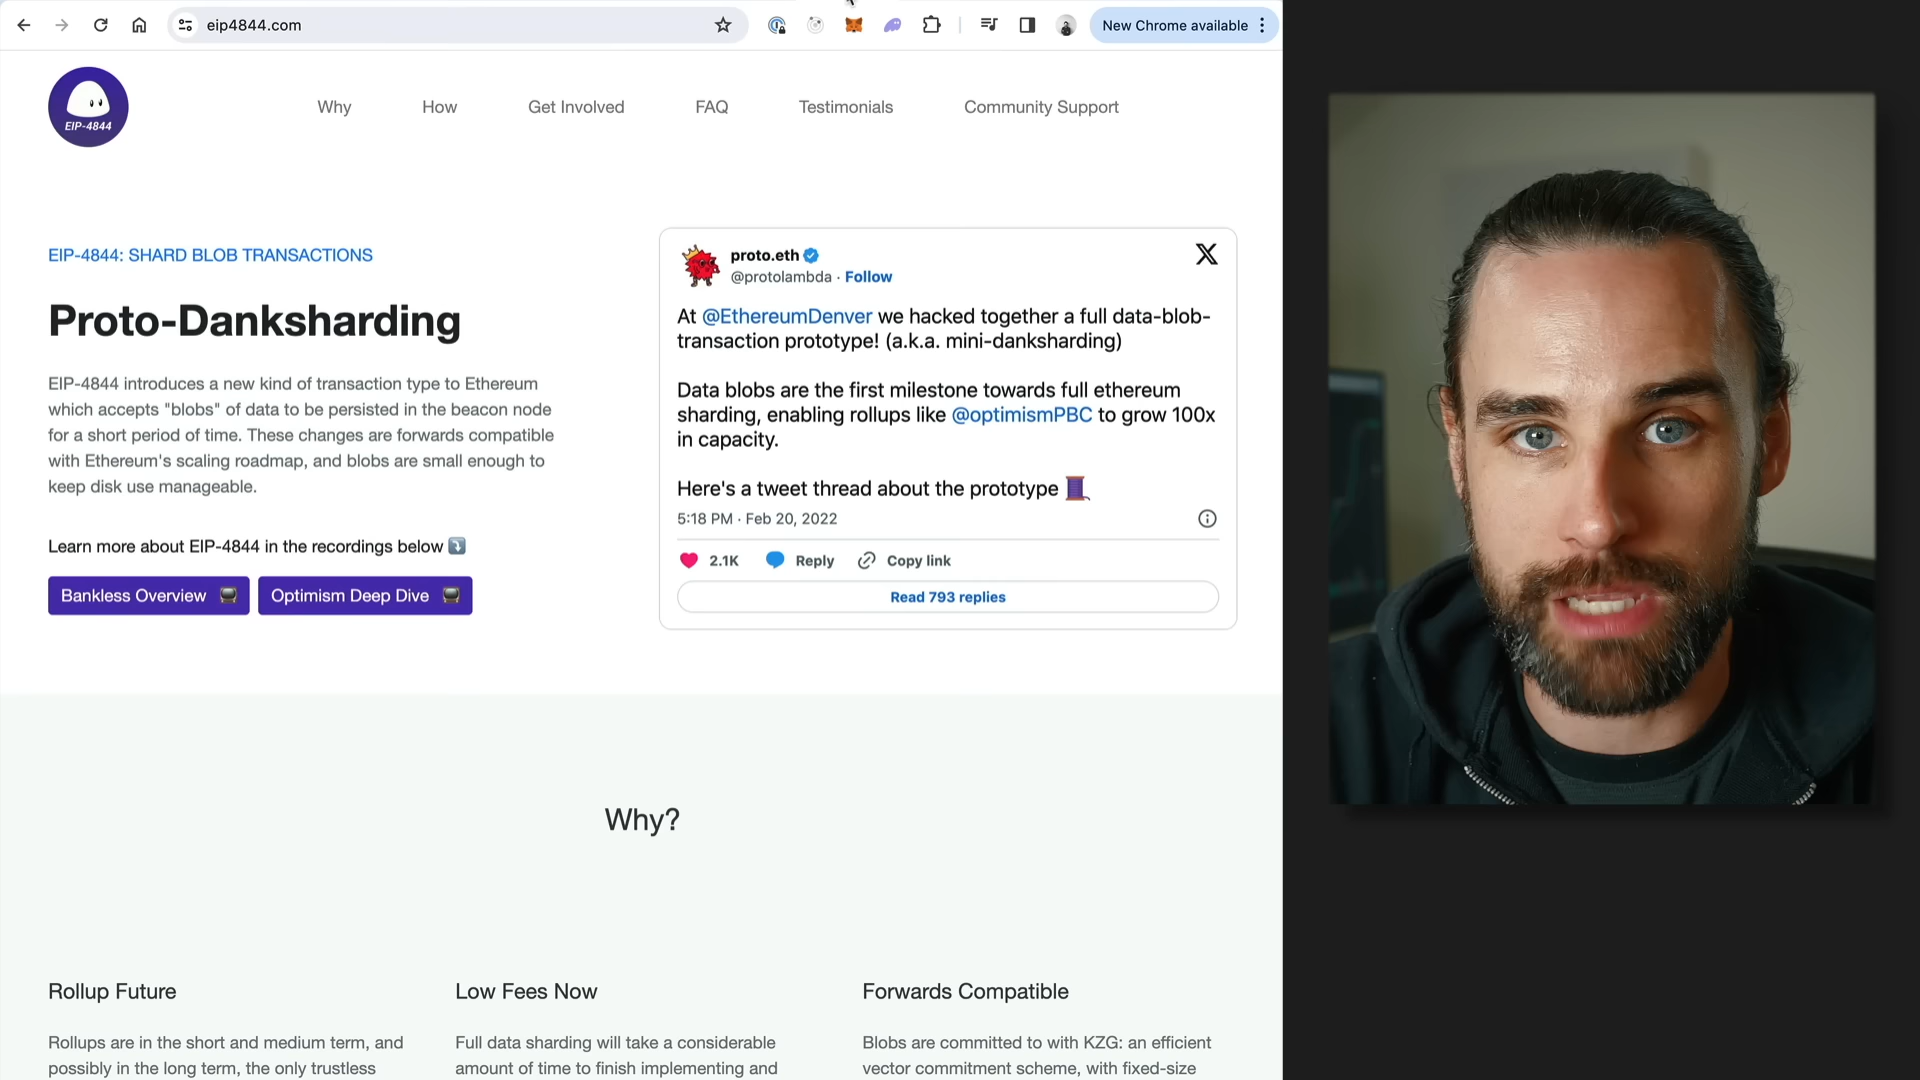 eip4844.com
New Chrome available
EIP-4844
Why
How
Get Involved
FAQ
Testimonials
Community Support
EIP-4844: SHARD BLOB TRANSACTIONS
Proto-Danksharding
EIP-4844 introduces a new kind of transaction type to Ethereum
which accepts "blobs" of data to be persisted in the beacon node
for a short period of time. These changes are forwards compatible
with Ethereum's scaling roadmap, and blobs are small enough to
keep disk use manageable.
Learn more about EIP-4844 in the recordings below ⤵️
Bankless Overview 📺
Optimism Deep Dive 📺
proto.eth
@protolambda · Follow
At @EthereumDenver we hacked together a full data-blob-
transaction prototype! (a.k.a. mini-danksharding)
Data blobs are the first milestone towards full ethereum
sharding, enabling rollups like @optimismPBC to grow 100x
in capacity.
Here's a tweet thread about the prototype 🧵
5:18 PM · Feb 20, 2022
2.1K
Reply
Copy link
Read 793 replies
Why?
Rollup Future
Rollups are in the short and medium term, and
possibly in the long term, the only trustless
Low Fees Now
Full data sharding will take a considerable
amount of time to finish implementing and
Forwards Compatible
Blobs are committed to with KZG: an efficient
vector commitment scheme, with fixed-size